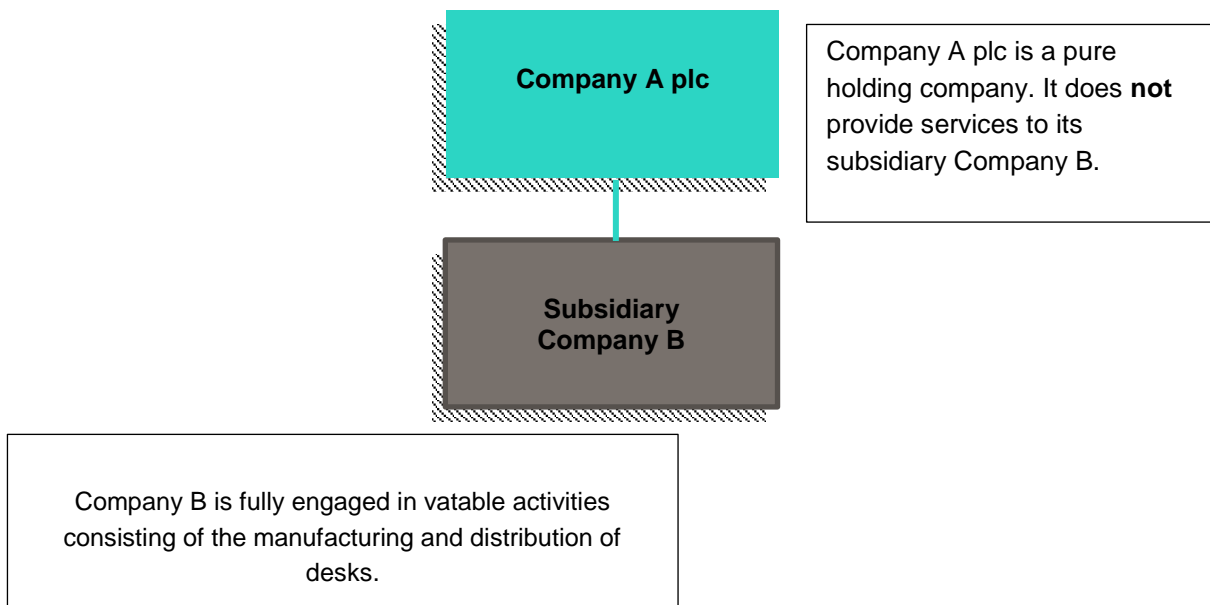 Company A plc
Company A plc is a pure
holding company. It does not
provide services to its
subsidiary Company B.
Subsidiary
Company B
Company B is fully engaged in vatable activities
consisting of the manufacturing and distribution of
desks.